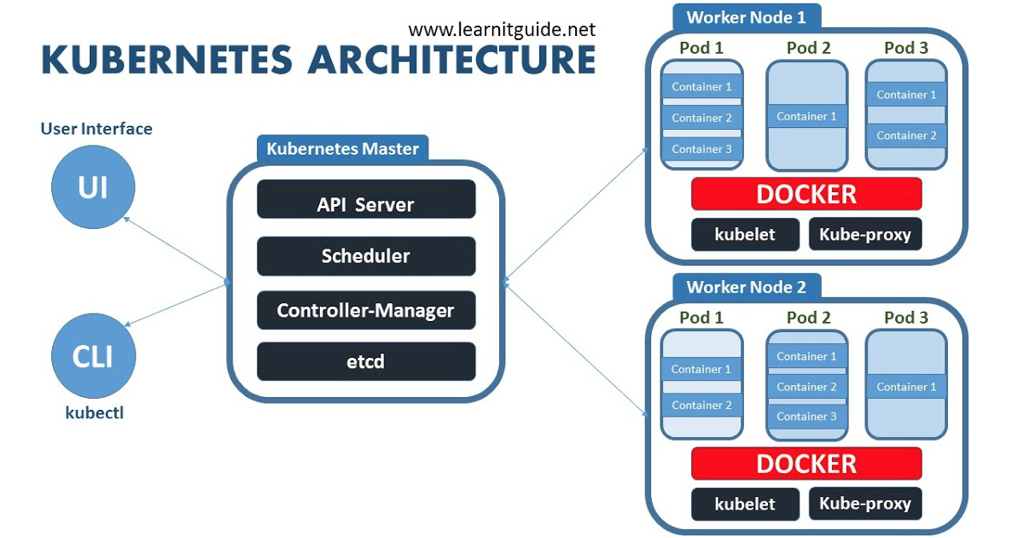 www.learnitguide.net
KUBERNETES ARCHITECTURE
User Interface
UI
CLI
kubectl
Kubernetes Master
API Server
Scheduler
Controller-Manager
etcd
Worker Node 1
Pod 1
Container 1
Container 2
Container 3
Pod 2
Container 1
Pod 3
Container 1
Container 2
DOCKER
kubelet
Kube-proxy
Worker Node 2
Pod 1
Container 1
Container 2
Pod 2
Container 1
Container 2
Container 3
Pod 3
Container 1
DOCKER
kubelet
Kube-proxy